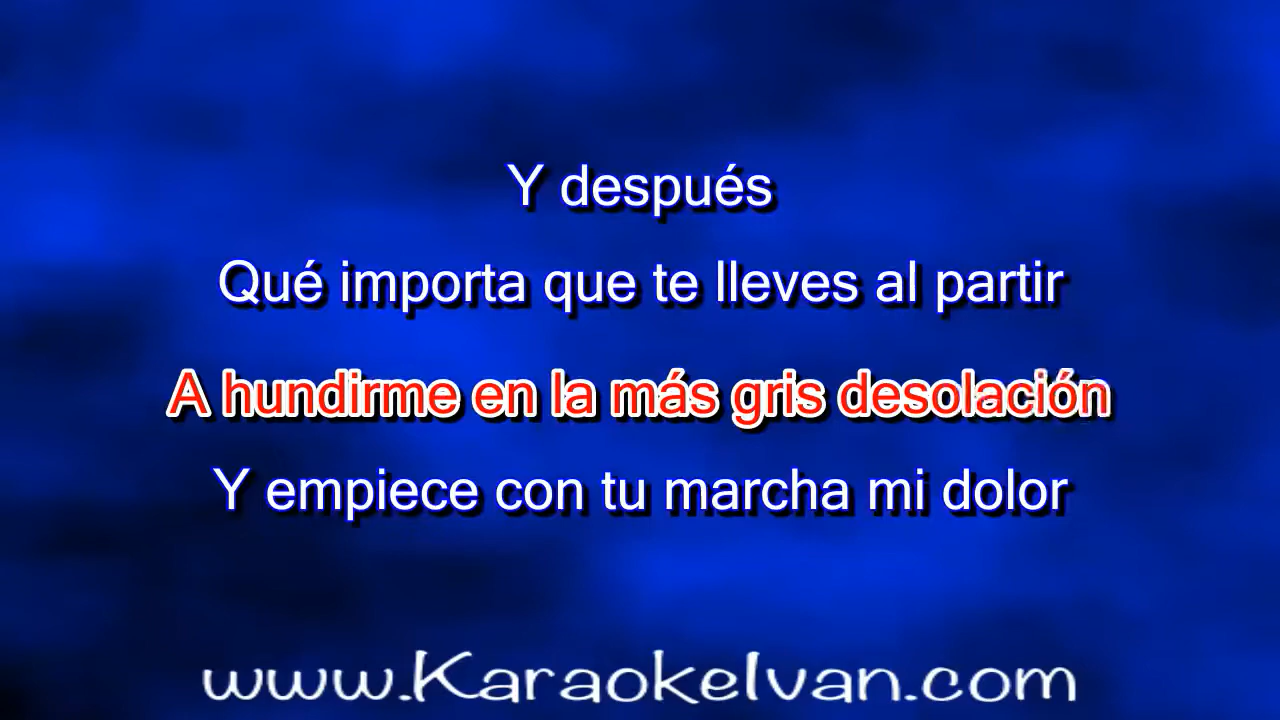 Y después
Qué importa que te lleves al partir
A hundirme en la más gris desolación
Y empiece con tu marcha mi dolor
www.KaraokeIvan.com